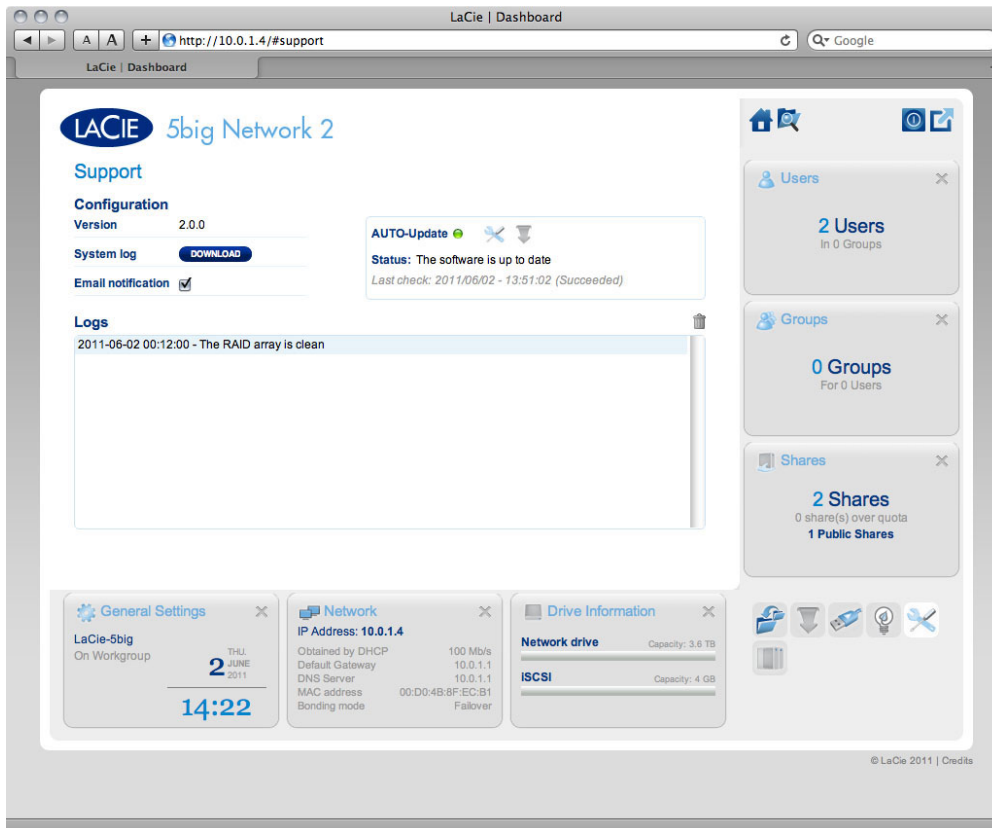 LaCie | Dashboard
A A + http://10.0.1.4/#support
Google
LaCie | Dashboard
LACIE 5big Network 2
Support
Configuration
Version 2.0.0
System log DOWNLOAD
Email notification
AUTO-Update
Status: The software is up to date
Last check: 2011/06/02 - 13:51:02 (Succeeded)
Logs
2011-06-02 00:12:00 - The RAID array is clean
Users
2 Users
In 0 Groups
Groups
0 Groups
For 0 Users
Shares
2 Shares
0 share(s) over quota
1 Public Shares
General Settings
LaCie-5big
On Workgroup
THU.
2 JUNE
2011
14:22
Network
IP Address: 10.0.1.4
Obtained by DHCP 100 Mb/s
Default Gateway 10.0.1.1
DNS Server 10.0.1.1
MAC address 00:D0:4B:8F:EC:B1
Bonding mode Failover
Drive Information
Network drive Capacity: 3.6 TB
iSCSI Capacity: 4 GB
© LaCie 2011 | Credits